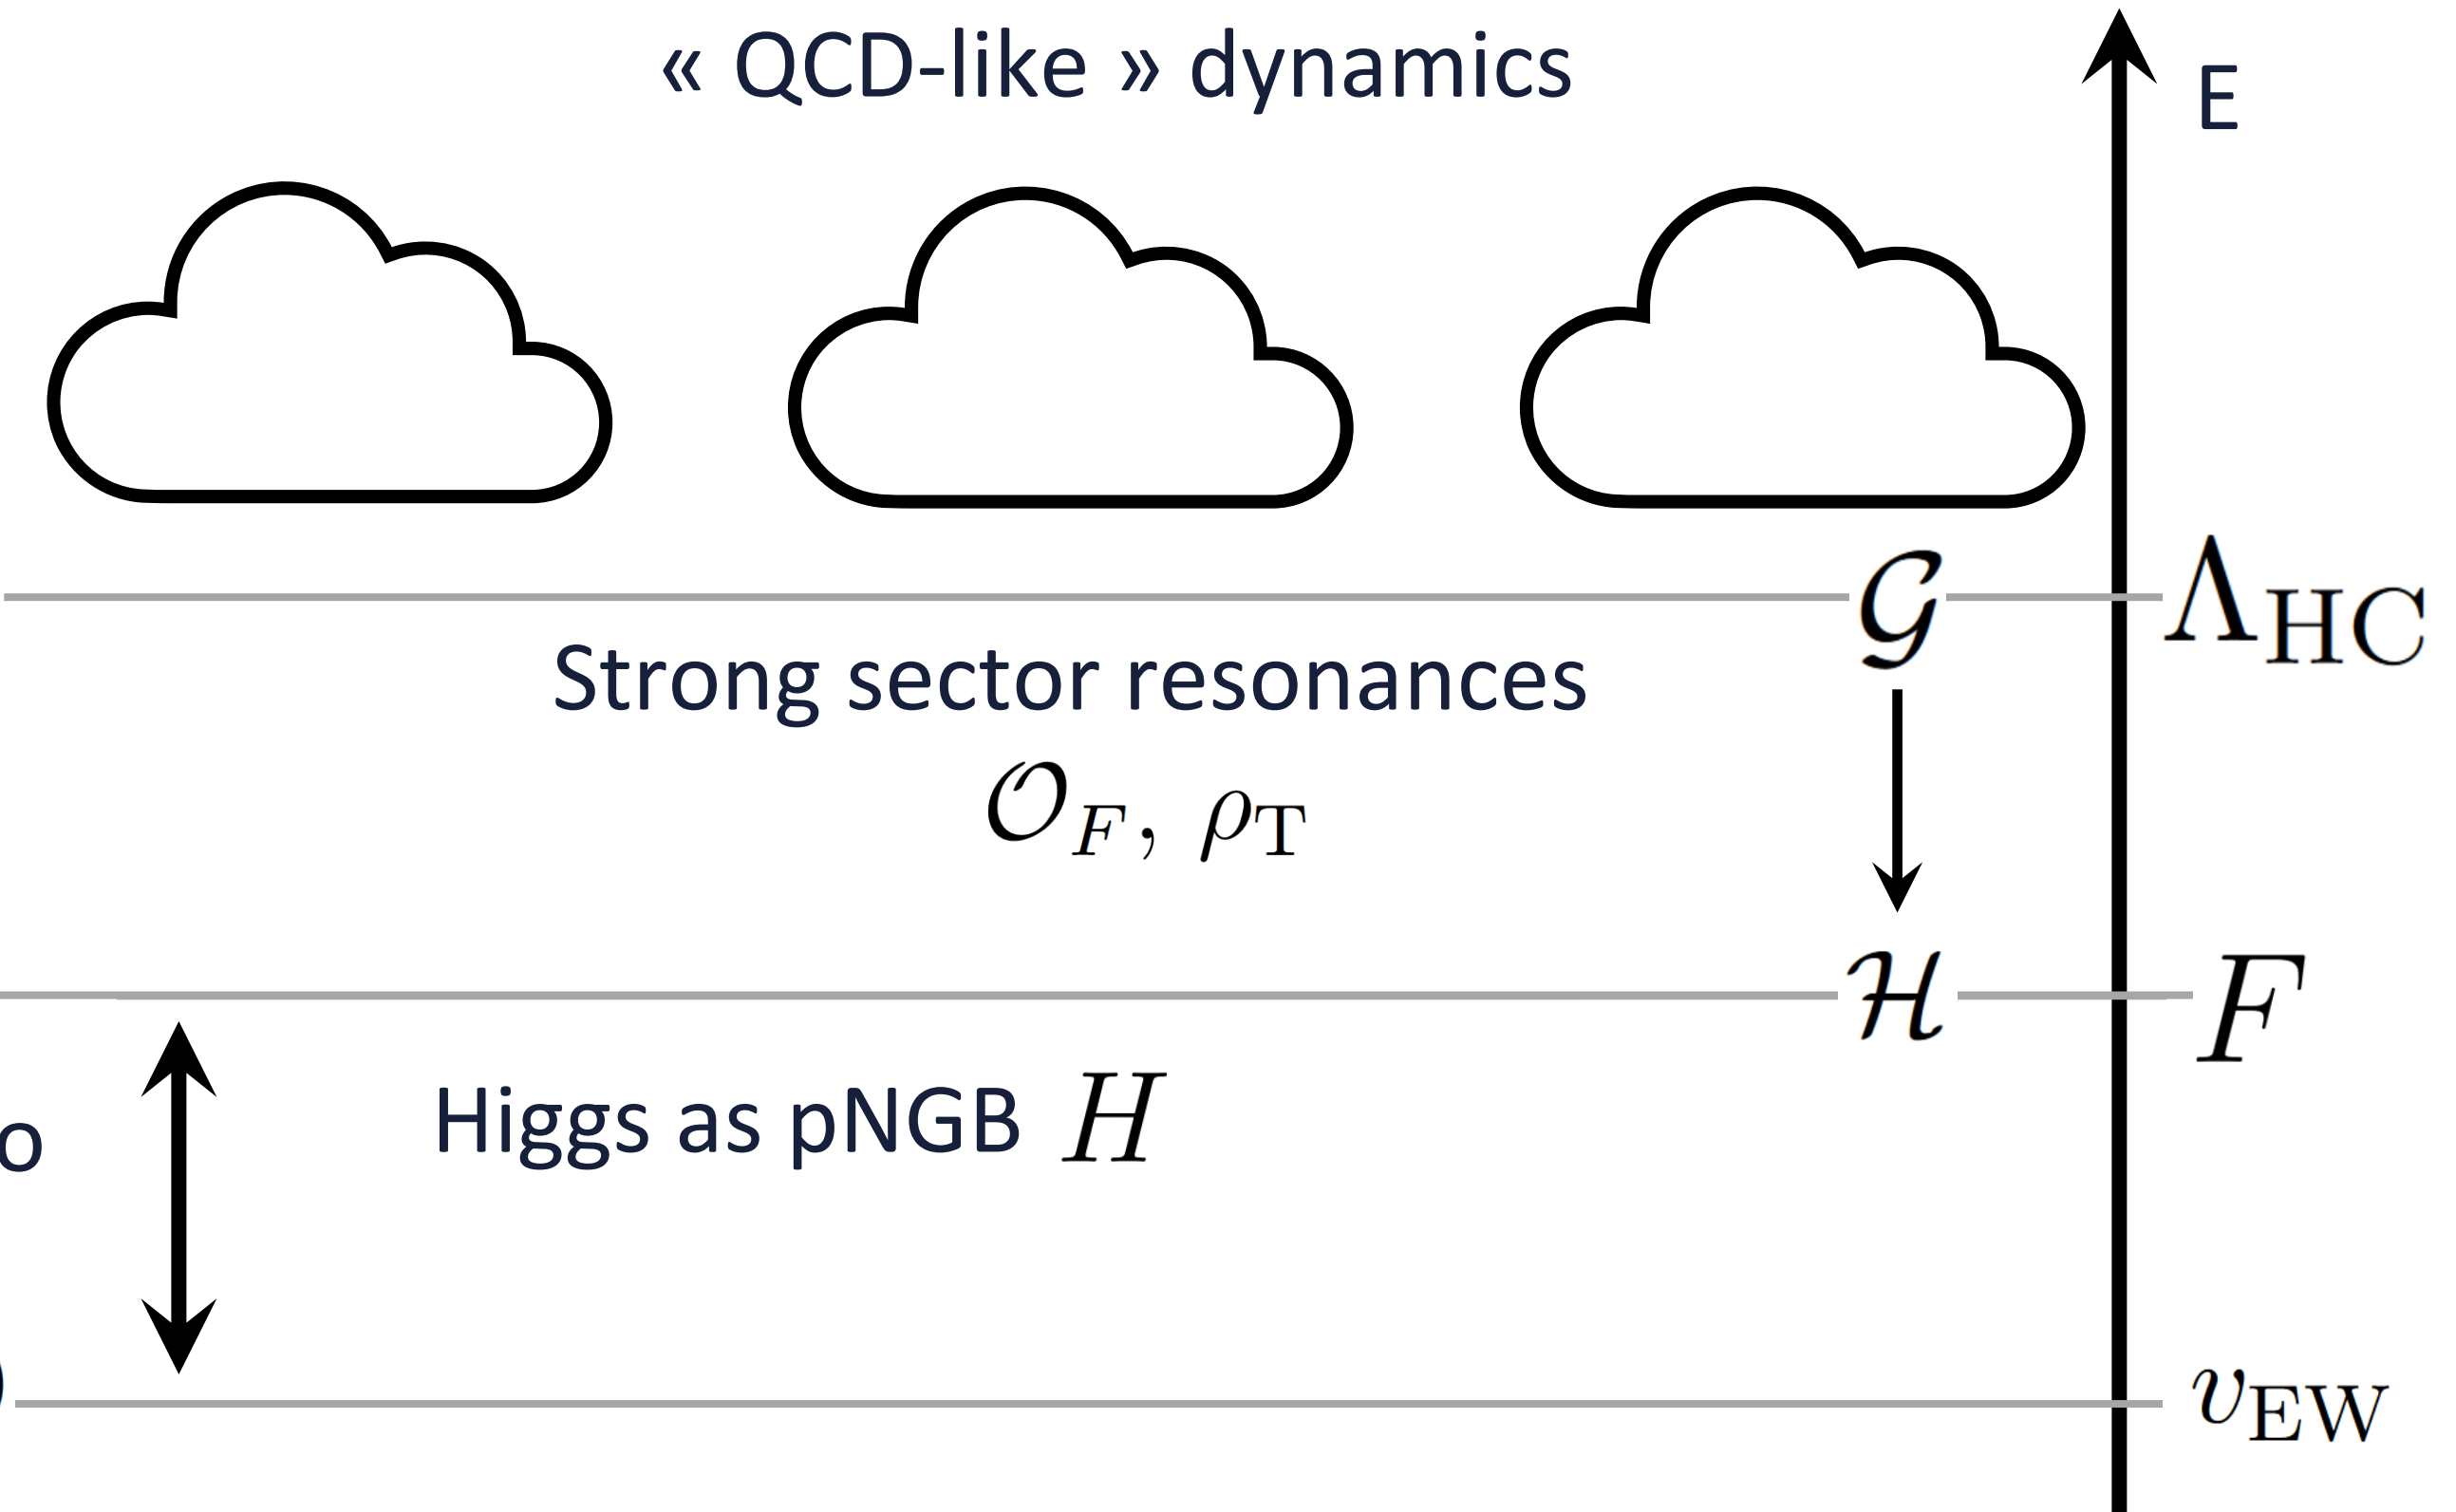 « QCD-like » dynamics
E
𝒢
Λ_HC
Strong sector resonances
𝒪_F, ρ_T
ℋ
F
Higgs as pNGB H
o
v_EW